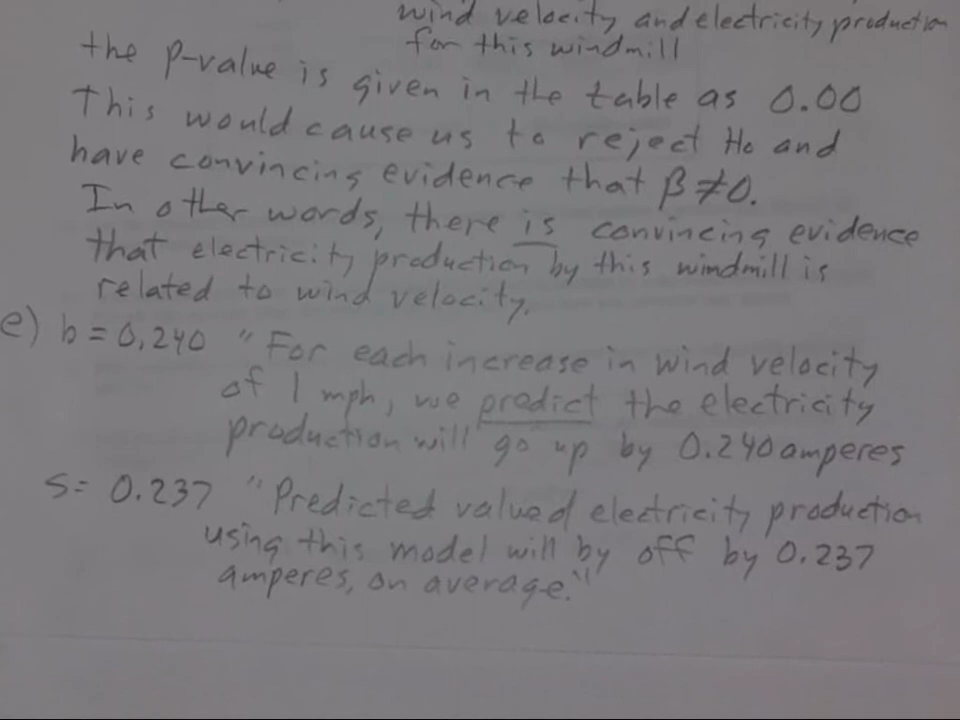 wind velocity and electricity production
for this windmill
the p-value is given in the table as 0.00
This would cause us to reject Ho and
have convincing evidence that β≠0.
In other words, there is convincing evidence
that electricity production by this windmill is
related to wind velocity.
e) b = 0.240 "For each increase in wind velocity
of 1 mph, we predict the electricity
production will go up by 0.240 amperes
s= 0.237 "Predicted valued electricity production
using this model will by off by 0.237
amperes, on average."